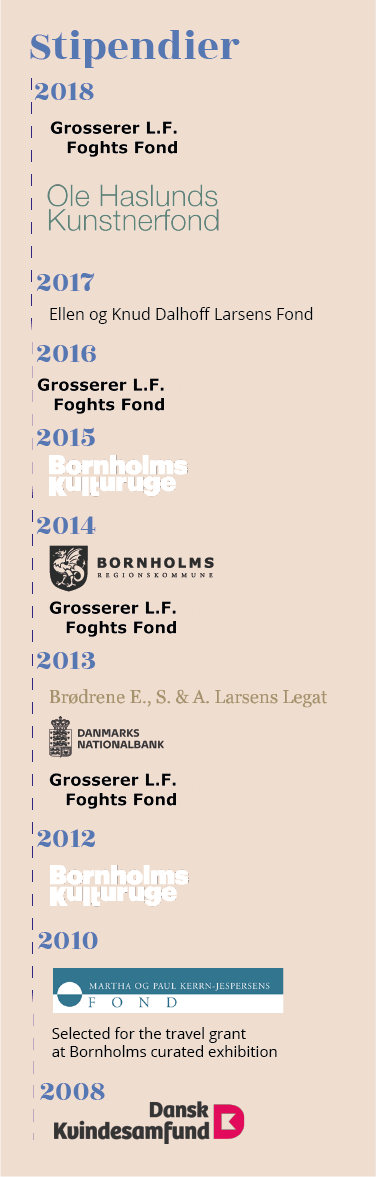 Stipendier
2018
Grosserer L.F.
Foghts Fond
Ole Haslunds
Kunstnerfond
2017
Ellen og Knud Dalhoff Larsens Fond
2016
Grosserer L.F.
Foghts Fond
2015
Bornholms
Kulturuge
2014
BORNHOLMS
REGIONSKOMMUNE
Grosserer L.F.
Foghts Fond
2013
Brødrene E., S. & A. Larsens Legat
DANMARKS
NATIONALBANK
Grosserer L.F.
Foghts Fond
2012
Bornholms
Kulturuge
2010
MARTHA OG PAUL KERRN-JESPERSENS
FOND
Selected for the travel grant
at Bornholms curated exhibition
2008
Dansk
Kvindesamfund